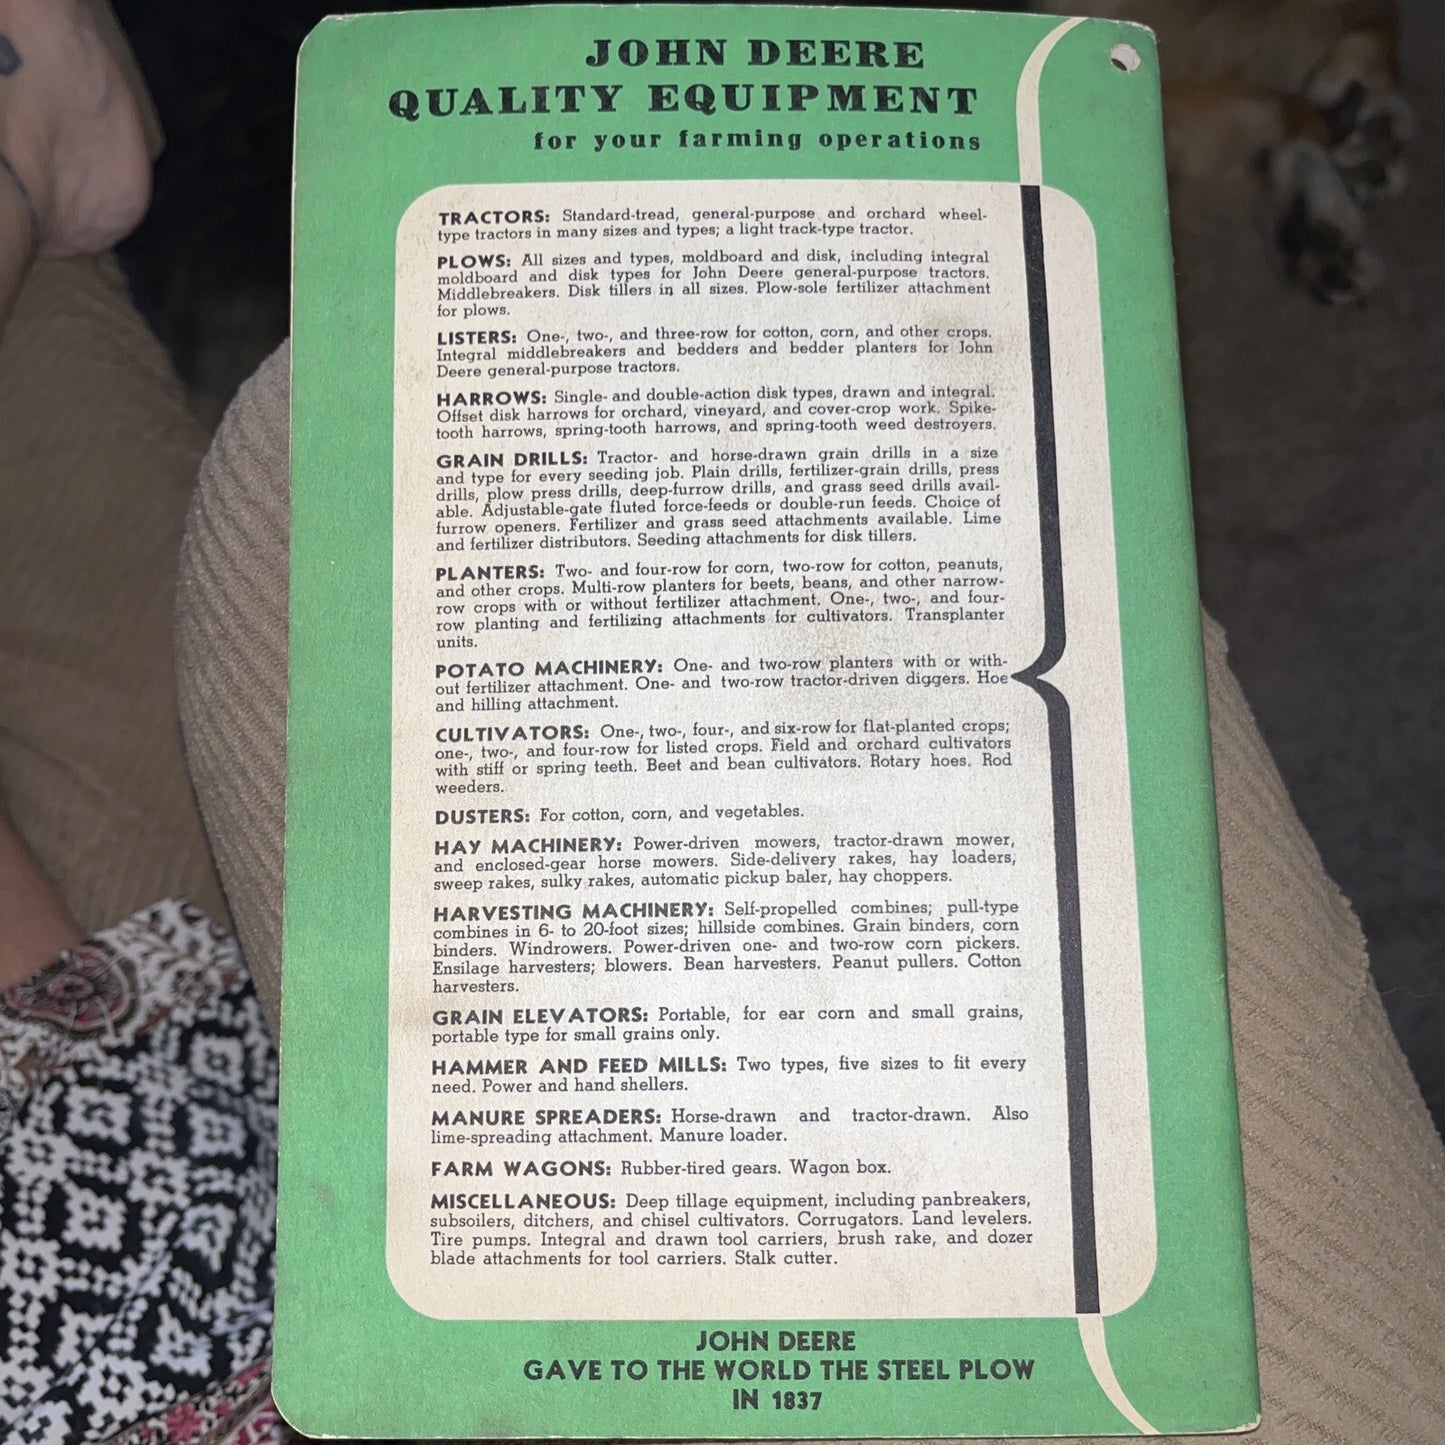 JOHN DEERE
QUALITY EQUIPMENT
for your farming operations
TRACTORS: Standard-tread, general-purpose and orchard wheel-
type tractors in many sizes and types; a light track-type tractor.
PLOWS: All sizes and types, moldboard and disk, including integral
moldboard and disk types for John Deere general-purpose tractors.
Middlebreakers. Disk tillers in all sizes. Plow-sole fertilizer attachment
for plows.
LISTERS: One-, two-, and three-row for cotton, corn, and other crops.
Integral middlebreakers and bedders and bedder planters for John
Deere general-purpose tractors.
HARROWS: Single- and double-action disk types, drawn and integral.
Offset disk harrows for orchard, vineyard, and cover-crop work. Spike-
tooth harrows, spring-tooth harrows, and spring-tooth weed destroyers.
GRAIN DRILLS: Tractor- and horse-drawn grain drills in a size
and type for every seeding job. Plain drills, fertilizer-grain drills, press
drills, plow press drills, deep-furrow drills, and grass seed drills avail-
able. Adjustable-gate fluted force-feeds or double-run feeds. Choice of
furrow openers. Fertilizer and grass seed attachments available. Lime
and fertilizer distributors. Seeding attachments for disk tillers.
PLANTERS: Two- and four-row for corn, two-row for cotton, peanuts,
and other crops. Multi-row planters for beets, beans, and other narrow-
row crops with or without fertilizer attachment. One-, two-, and four-
row planting and fertilizing attachments for cultivators. Transplanter
units.
POTATO MACHINERY: One- and two-row planters with or with-
out fertilizer attachment. One- and two-row tractor-driven diggers. Hoe
and hilling attachment.
CULTIVATORS: One-, two-, four-, and six-row for flat-planted crops;
one-, two-, and four-row for listed crops. Field and orchard cultivators
with stiff or spring teeth. Beet and bean cultivators. Rotary hoes. Rod
weeders.
DUSTERS: For cotton, corn, and vegetables.
HAY MACHINERY: Power-driven mowers, tractor-drawn mower,
and enclosed-gear horse mowers. Side-delivery rakes, hay loaders,
sweep rakes, sulky rakes, automatic pickup baler, hay choppers.
HARVESTING MACHINERY: Self-propelled combines; pull-type
combines in 6- to 20-foot sizes; hillside combines. Grain binders, corn
binders. Windrowers. Power-driven one- and two-row corn pickers.
Ensilage harvesters; blowers. Bean harvesters. Peanut pullers. Cotton
harvesters.
GRAIN ELEVATORS: Portable, for ear corn and small grains,
portable type for small grains only.
HAMMER AND FEED MILLS: Two types, five sizes to fit every
need. Power and hand shellers.
MANURE SPREADERS: Horse-drawn and tractor-drawn. Also
lime-spreading attachment. Manure loader.
FARM WAGONS: Rubber-tired gears. Wagon box.
MISCELLANEOUS: Deep tillage equipment, including panbreakers,
subsoilers, ditchers, and chisel cultivators. Corrugators. Land levelers.
Tire pumps. Integral and drawn tool carriers, brush rake, and dozer
blade attachments for tool carriers. Stalk cutter.
JOHN DEERE
GAVE TO THE WORLD THE STEEL PLOW
IN 1837